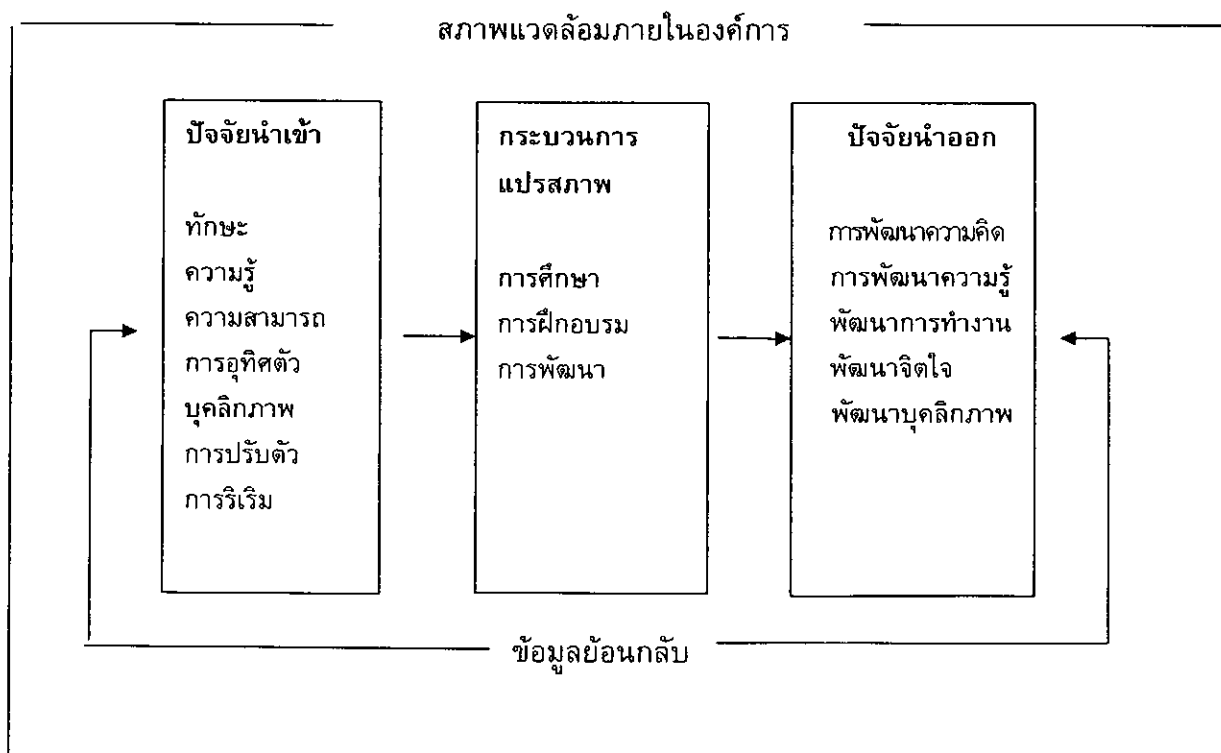 สภาพแวดล้อมภายในองค์การ
ปัจจัยนำเข้า
ทักษะ
ความรู้
ความสามารถ
การอุทิศตัว
บุคลิกภาพ
การปรับตัว
การริเริ่ม
กระบวนการ
แปรสภาพ
การศึกษา
การฝึกอบรม
การพัฒนา
ปัจจัยนำออก
การพัฒนาความคิด
การพัฒนาความรู้
พัฒนาการทำงาน
พัฒนาจิตใจ
พัฒนาบุคลิกภาพ
ข้อมูลย้อนกลับ